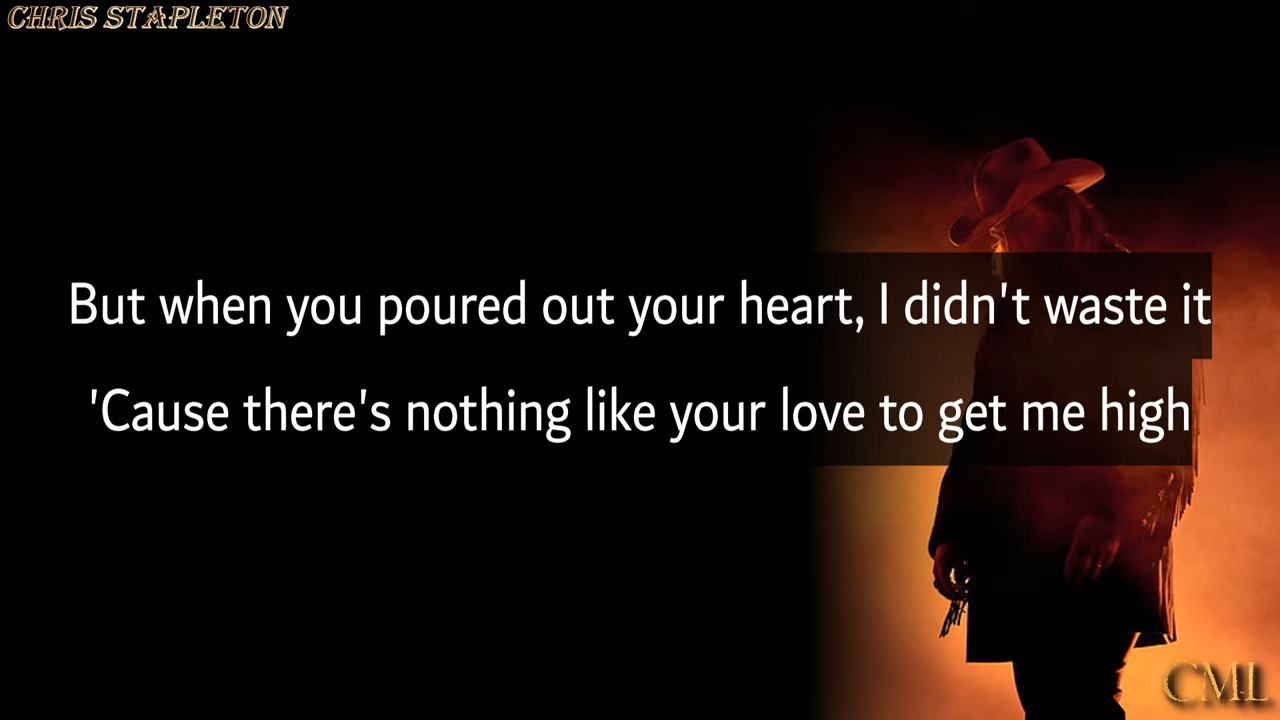 CHRIS STAPLETON
But when you poured out your heart, I didn't waste it
'Cause there's nothing like your love to get me high
CML